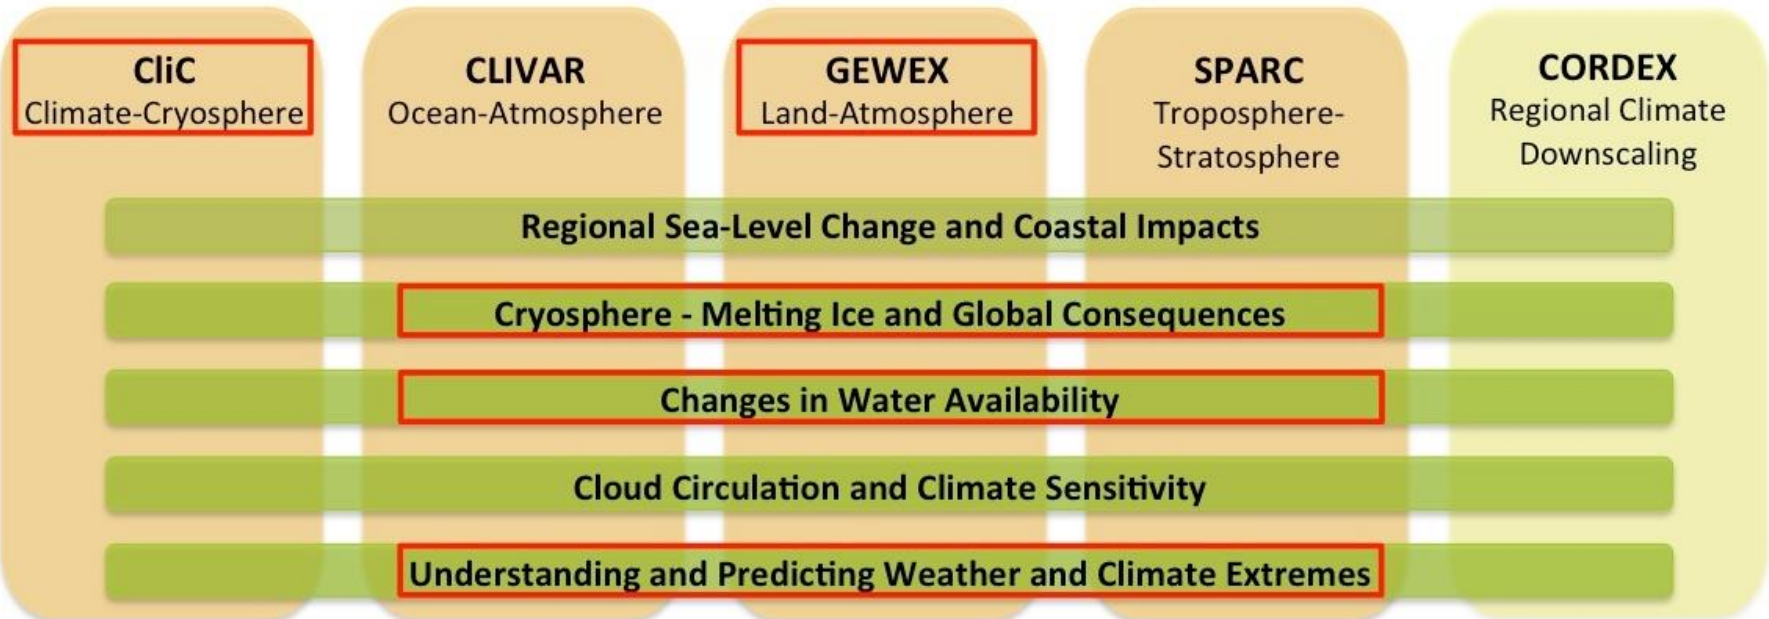 CliC
Climate-Cryosphere
CLIVAR
Ocean-Atmosphere
GEWEX
Land-Atmosphere
SPARC
Troposphere-
Stratosphere
CORDEX
Regional Climate
Downscaling
Regional Sea-Level Change and Coastal Impacts
Cryosphere - Melting Ice and Global Consequences
Changes in Water Availability
Cloud Circulation and Climate Sensitivity
Understanding and Predicting Weather and Climate Extremes